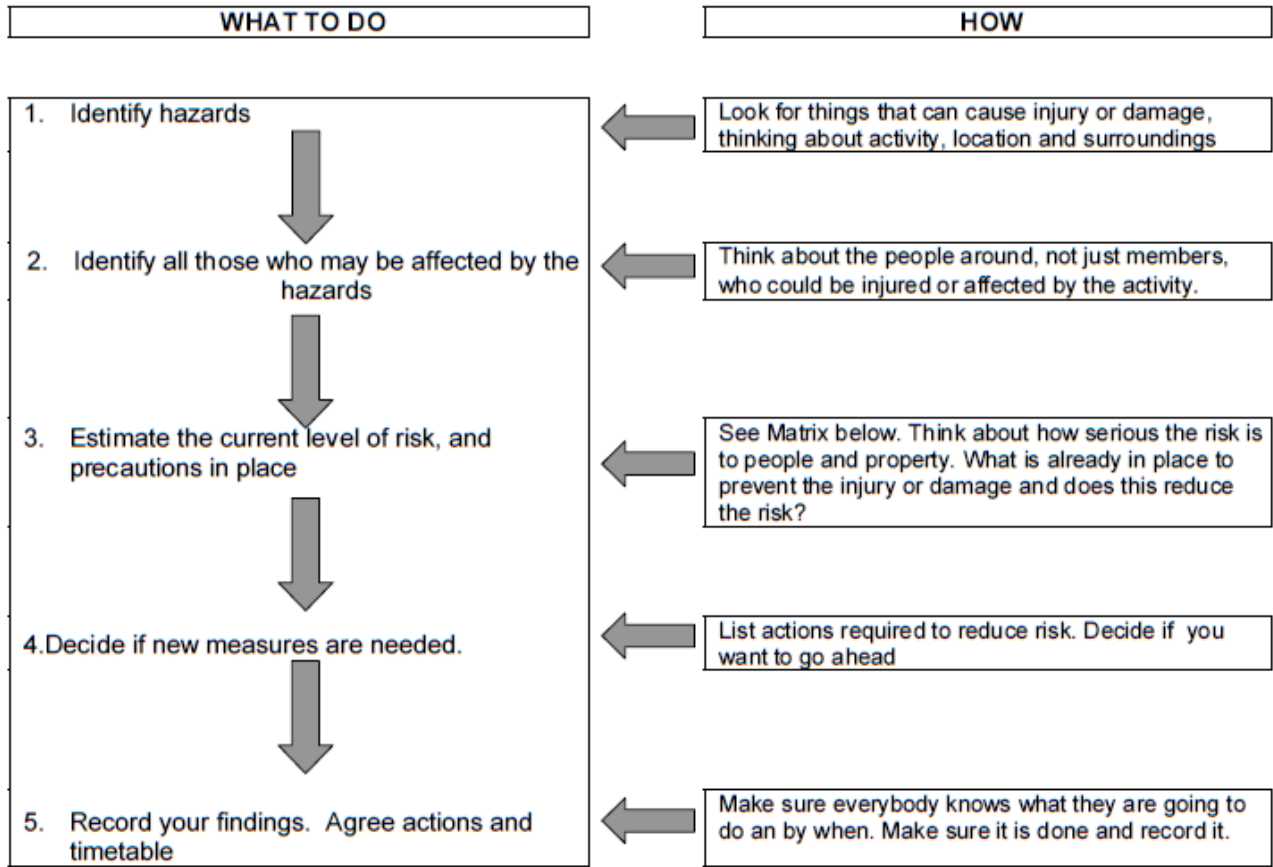 WHAT TO DO
HOW
1. Identify hazards
Look for things that can cause injury or damage,
thinking about activity, location and surroundings
2. Identify all those who may be affected by the
hazards
Think about the people around, not just members,
who could be injured or affected by the activity.
3. Estimate the current level of risk, and
precautions in place
See Matrix below. Think about how serious the risk is
to people and property. What is already in place to
prevent the injury or damage and does this reduce
the risk?
4.Decide if new measures are needed.
List actions required to reduce risk. Decide if you
want to go ahead
5. Record your findings. Agree actions and
timetable
Make sure everybody knows what they are going to
do an by when. Make sure it is done and record it.